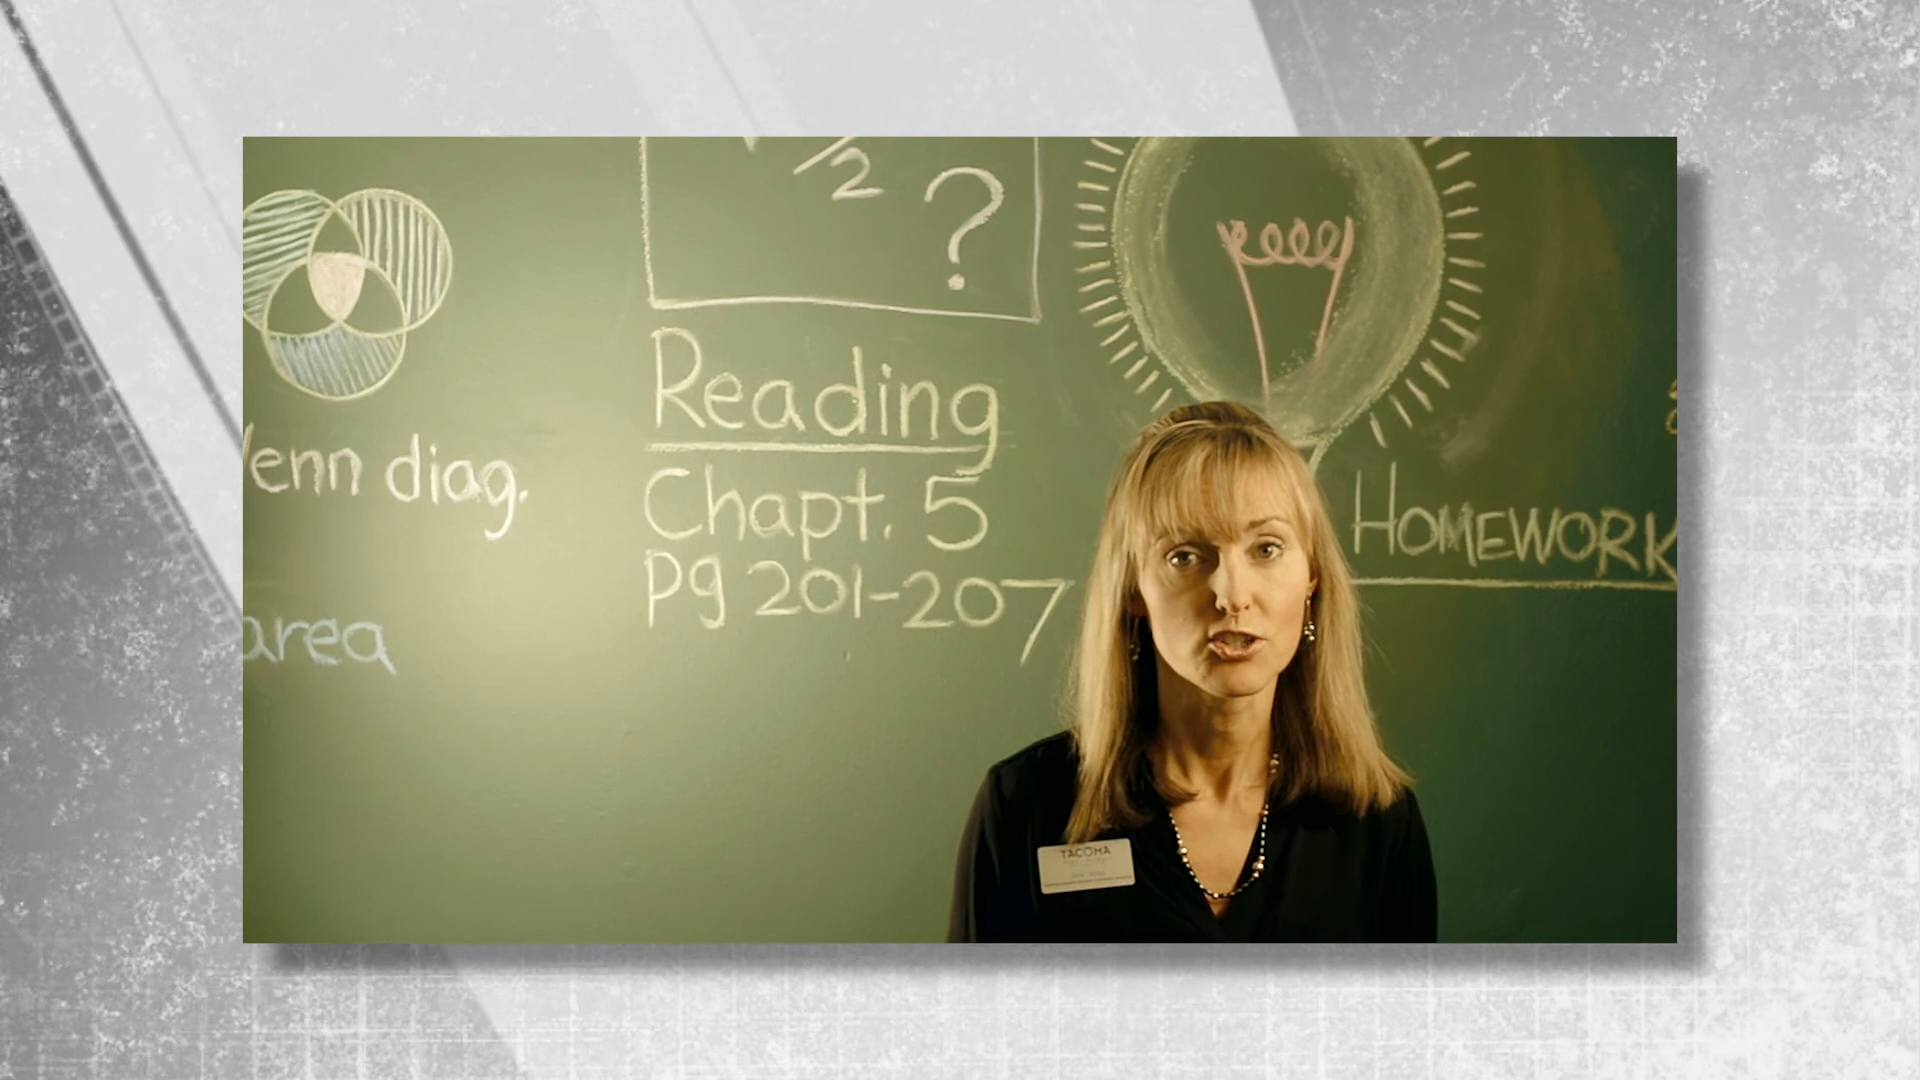 1/2
?
Venn diag.
area
Reading
Chapt. 5
Pg 201-207
HOMEWORK
TACOMA